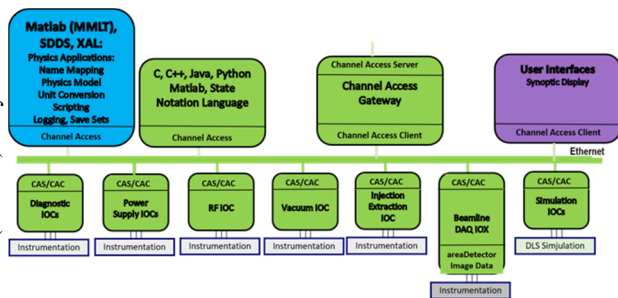 Matlab (MMLT),
SDDS, XAL:
Physics Applications:
Name Mapping
Physics Model
Unit Conversion
Scripting
Logging, Save Sets
Channel Access
C, C++, Java, Python
Matlab, State
Notation Language
Channel Access
Channel Access Server
Channel Access
Gateway
Channel Access Client
User Interfaces
Synoptic Display
Channel Access Client
Ethernet
CAS/CAC
Diagnostic
IOCs
Instrumentation
CAS/CAC
Power
Supply IOCs
Instrumentation
CAS/CAC
RF IOC
Instrumentation
CAS/CAC
Vacuum IOC
Instrumentation
CAS/CAC
Injection
Extraction
IOC
Instrumentation
CAS/CAC
Beamline
DAQ IOX
areaDetector
Image Data
Instrumentation
CAS/CAC
Simulation
IOCs
DLS Simjulation